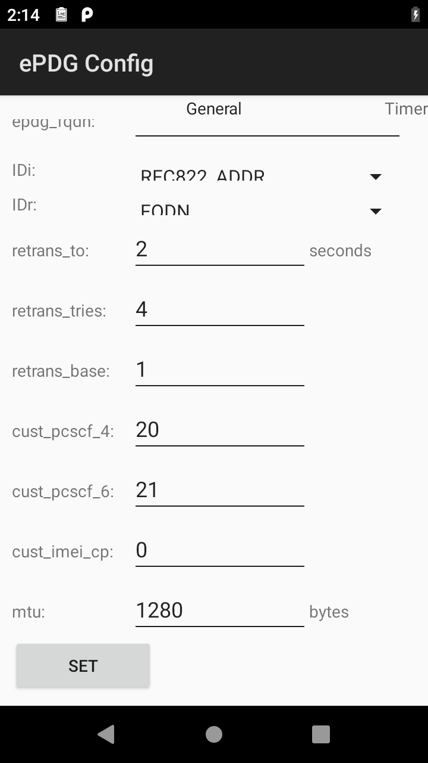 2:14
ePDG Config
General
Timer
epdg_fqdn:
IDi:
RFC822_ADDR
IDr:
FQDN
retrans_to:
2
seconds
retrans_tries:
4
retrans_base:
1
cust_pcscf_4:
20
cust_pcscf_6:
21
cust_imei_cp:
0
mtu:
1280
bytes
SET